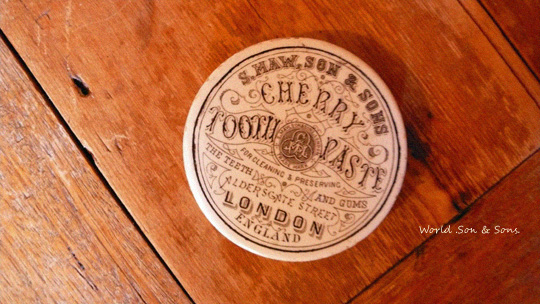 S. MAW, SON & SONS
CHERRY
TOOTH PASTE
FOR CLEANING & PRESERVING
THE TEETH AND GUMS
ALDERSGATE STREET
LONDON
ENGLAND
World .Son & Sons.